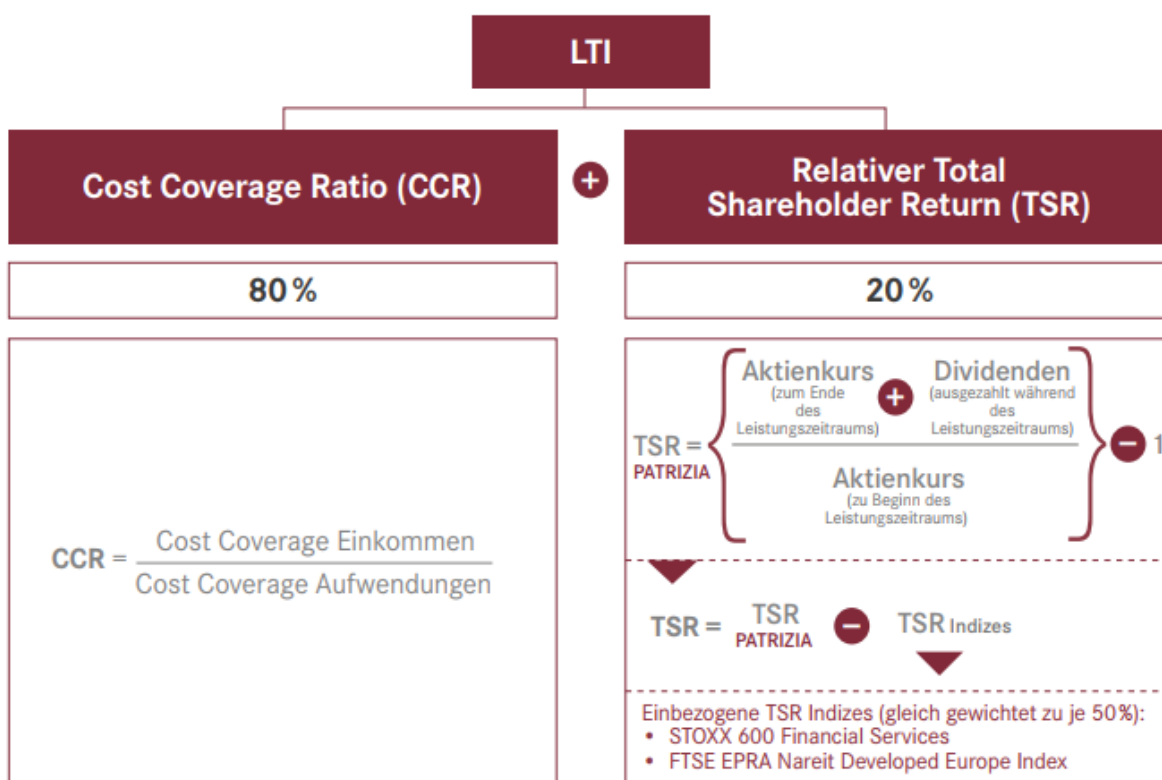 LTI
Cost Coverage Ratio (CCR)
+
Relativer Total
Shareholder Return (TSR)
80 %
20 %
CCR = Cost Coverage Einkommen
Cost Coverage Aufwendungen
TSR =
PATRIZIA
Aktienkurs
(zum Ende
des
Leistungszeitraums)
+
Dividenden
(ausgezahlt während
des
Leistungszeitraums)
Aktienkurs
(zu Beginn des
Leistungszeitraums)
− 1
TSR = TSR
PATRIZIA
−
TSR Indizes
Einbezogene TSR Indizes (gleich gewichtet zu je 50 %):
• STOXX 600 Financial Services
• FTSE EPRA Nareit Developed Europe Index